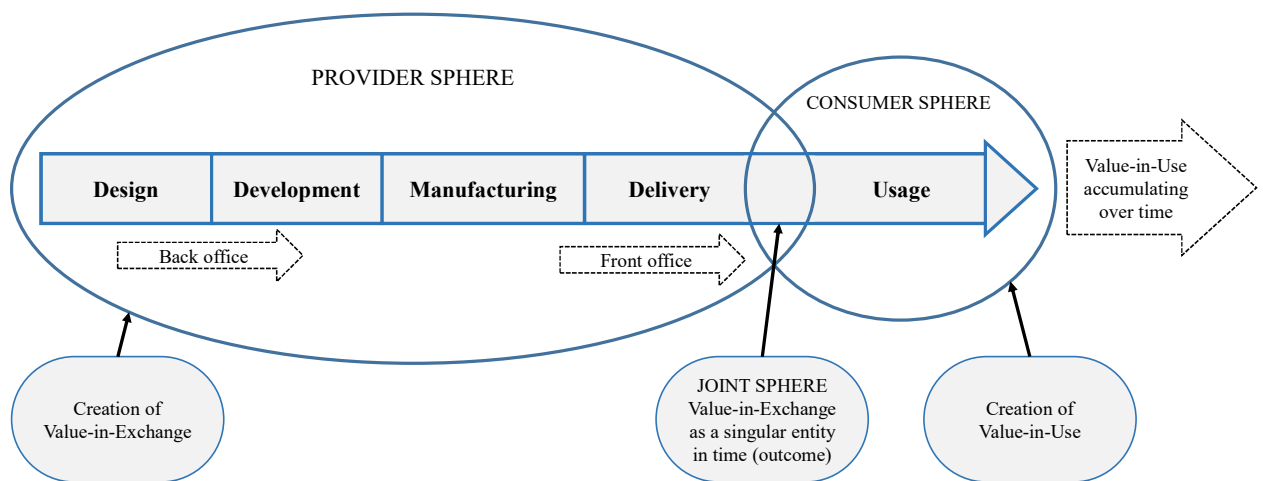 PROVIDER SPHERE
CONSUMER SPHERE
Design
Development
Manufacturing
Delivery
Usage
Value-in-Use
accumulating
over time
Back office
Front office
Creation of
Value-in-Exchange
JOINT SPHERE
Value-in-Exchange
as a singular entity
in time (outcome)
Creation of
Value-in-Use